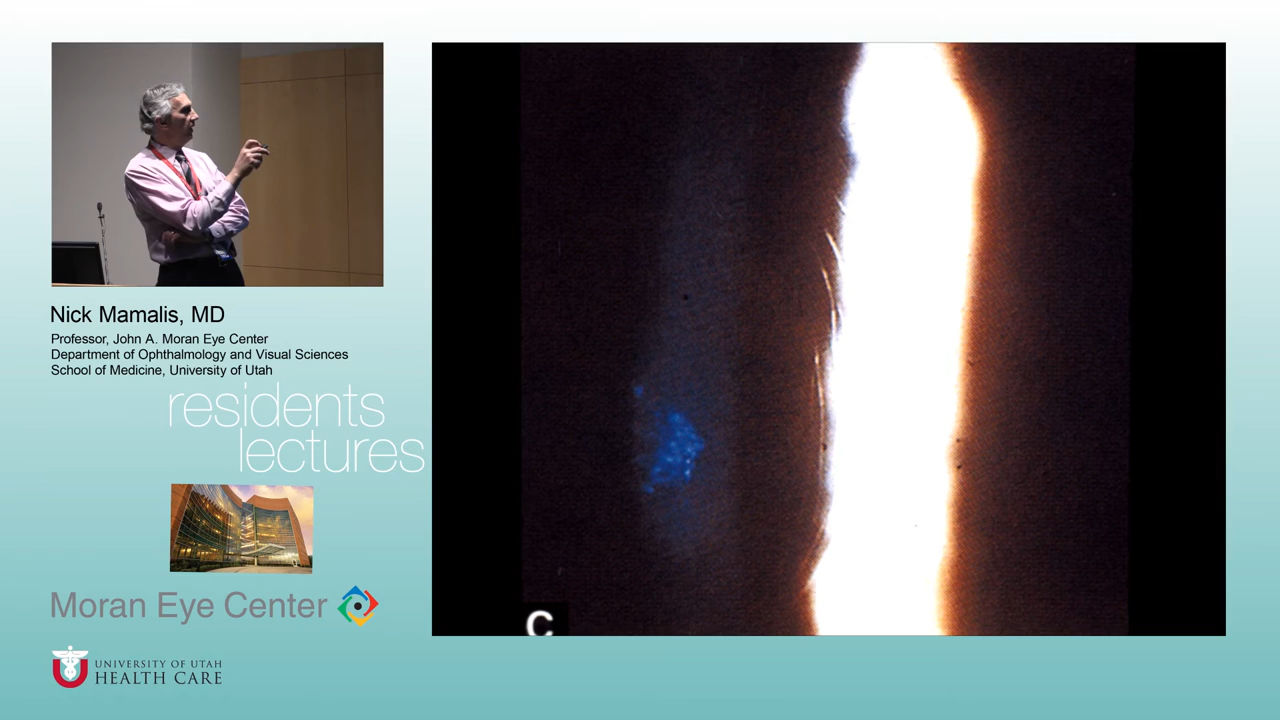 Nick Mamalis, MD
Professor, John A. Moran Eye Center
Department of Ophthalmology and Visual Sciences
School of Medicine, University of Utah
residents
lectures
Moran Eye Center
UNIVERSITY OF UTAH
HEALTH CARE
C